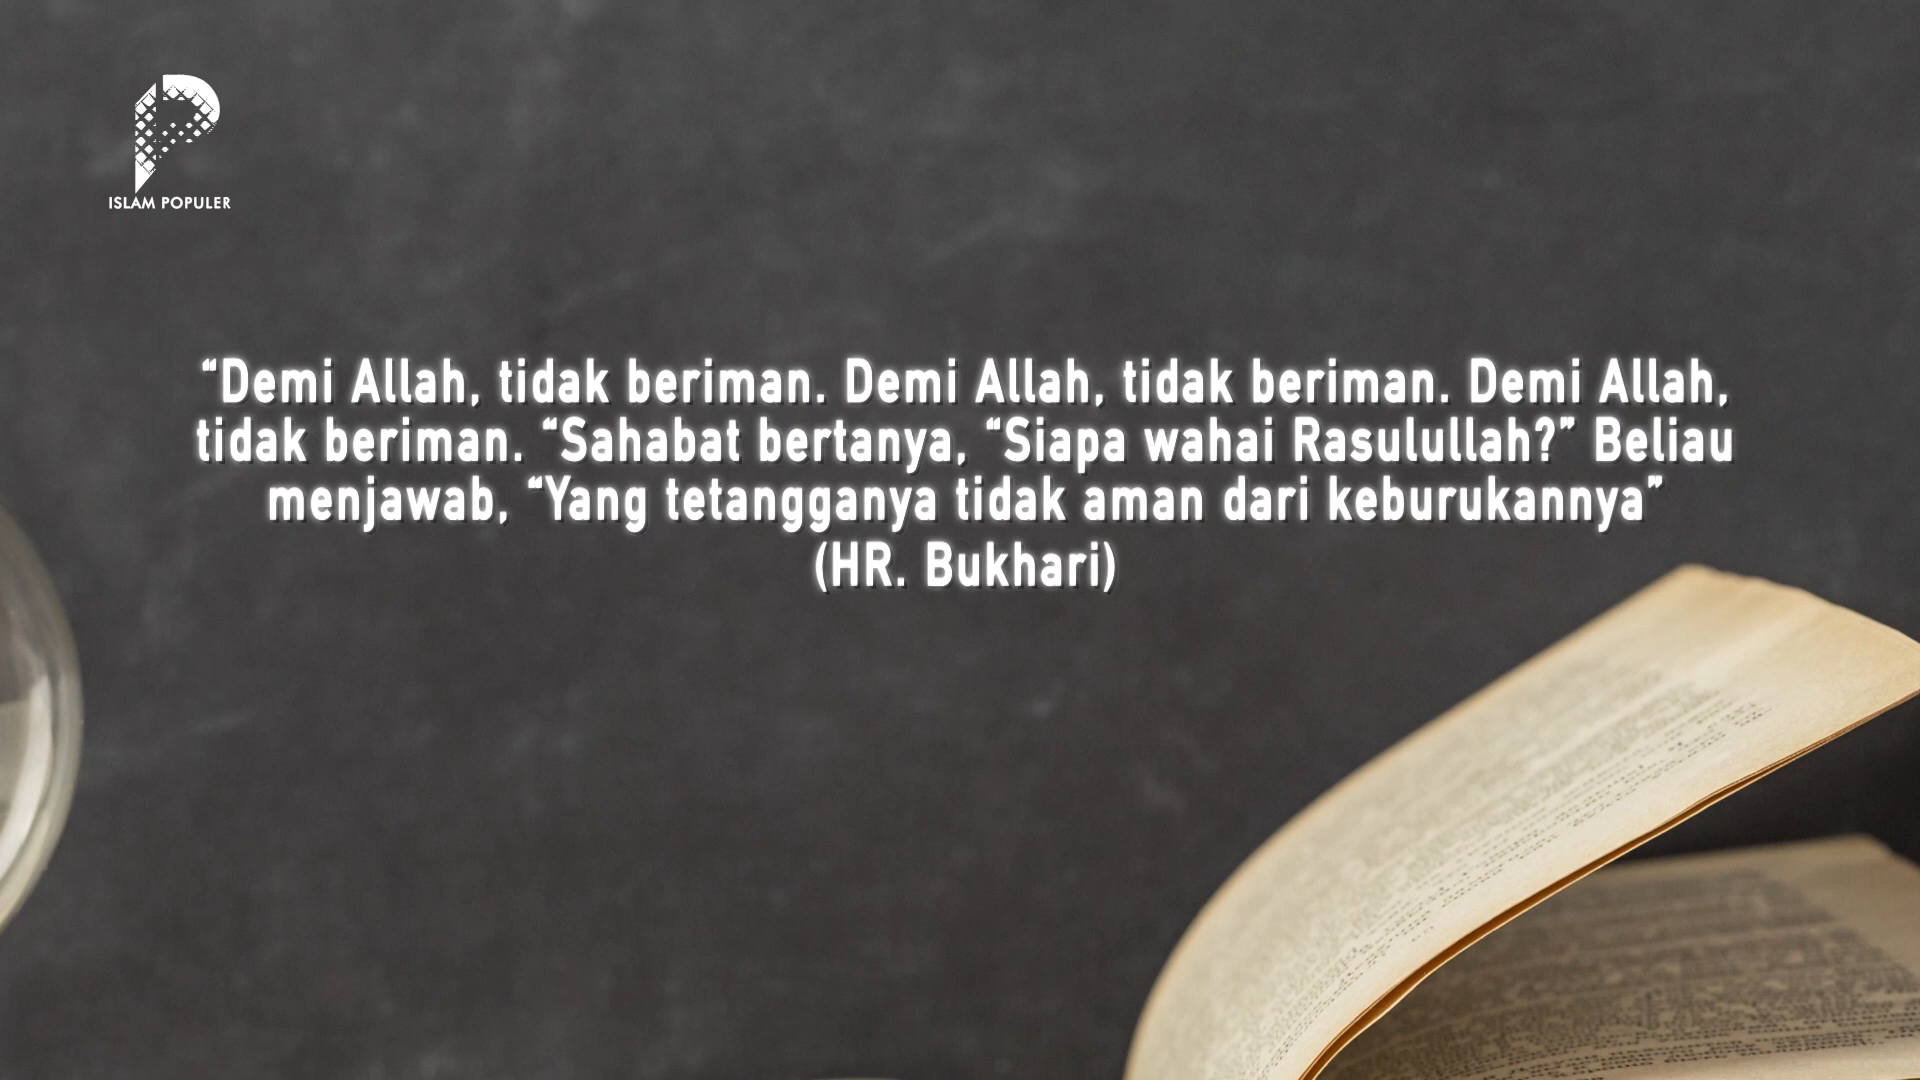 ISLAM POPULER
“Demi Allah, tidak beriman. Demi Allah, tidak beriman. Demi Allah,
tidak beriman. “Sahabat bertanya, “Siapa wahai Rasulullah?” Beliau
menjawab, “Yang tetangganya tidak aman dari keburukannya”
(HR. Bukhari)